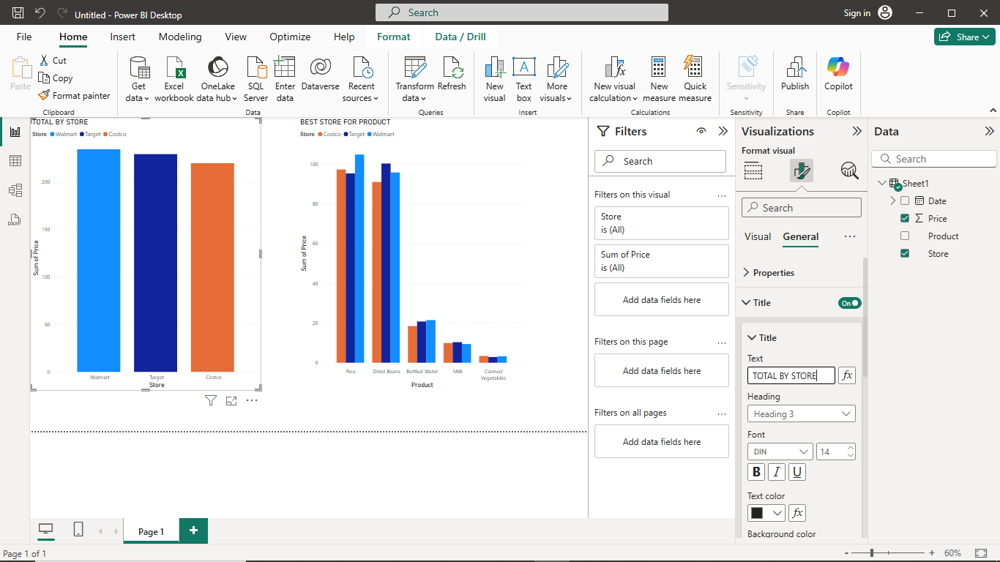 Untitled - Power BI Desktop
Search
Sign in
File Home Insert Modeling View Optimize Help Format Data / Drill
Share
Paste
Cut
Copy
Format painter
Clipboard
Get data
Excel workbook
OneLake data hub
SQL Server
Enter data
Dataverse
Recent sources
Data
Transform data
Refresh
Queries
New visual
Text box
More visuals
Insert
New visual calculation
New measure
Quick measure
Calculations
Sensitivity
Sensitivity
Publish
Share
Copilot
Copilot
TOTAL BY STORE
Store Walmart Target Costco
200
150
100
50
0
Sum of Price
Walmart Target Costco
Store
BEST STORE FOR PRODUCT
Store Costco Target Walmart
100
80
60
40
20
0
Sum of Price
Rice Dried Beans Bottled Water Milk Canned Vegetables
Product
Filters
Search
Filters on this visual
Store
is (All)
Sum of Price
is (All)
Add data fields here
Filters on this page
Add data fields here
Filters on all pages
Add data fields here
Visualizations
Format visual
Search
Visual General
Properties
Title On
Title
Text
TOTAL BY STORE
fx
Heading
Heading 3
Font
DIN 14
B I U
Text color
fx
Background color
Data
Search
Sheet1
Date
Price
Product
Store
DAX
Page 1
Page 1 of 1
- + 60%